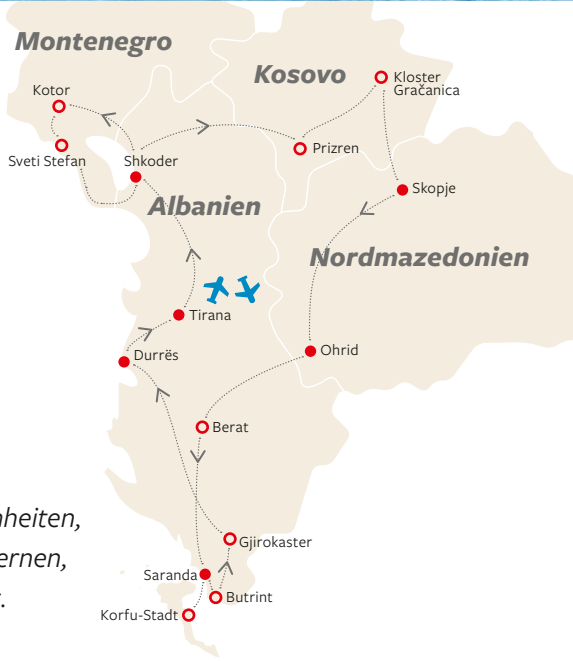 Montenegro
Kosovo
Kloster
Gračanica
Kotor
Sveti Stefan
Shkoder
Prizren
Skopje
Albanien
Nordmazedonien
Tirana
Durrës
Ohrid
Berat
Gjirokaster
Saranda
Butrint
Korfu-Stadt